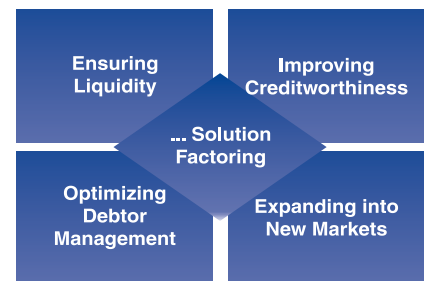 Ensuring
Liquidity
Improving
Creditworthiness
... Solution
Factoring
Optimizing
Debtor
Management
Expanding into
New Markets